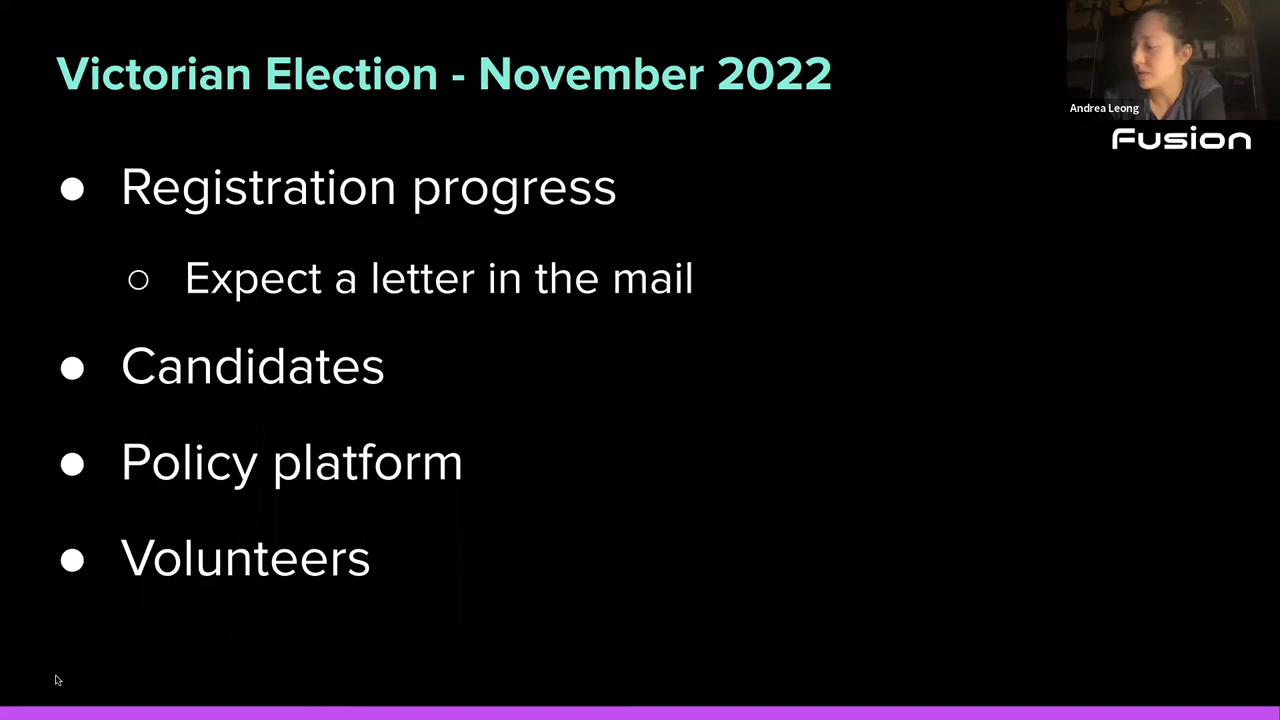 Victorian Election - November 2022
Andrea Leong
Fusion
● Registration progress
○ Expect a letter in the mail
● Candidates
● Policy platform
● Volunteers